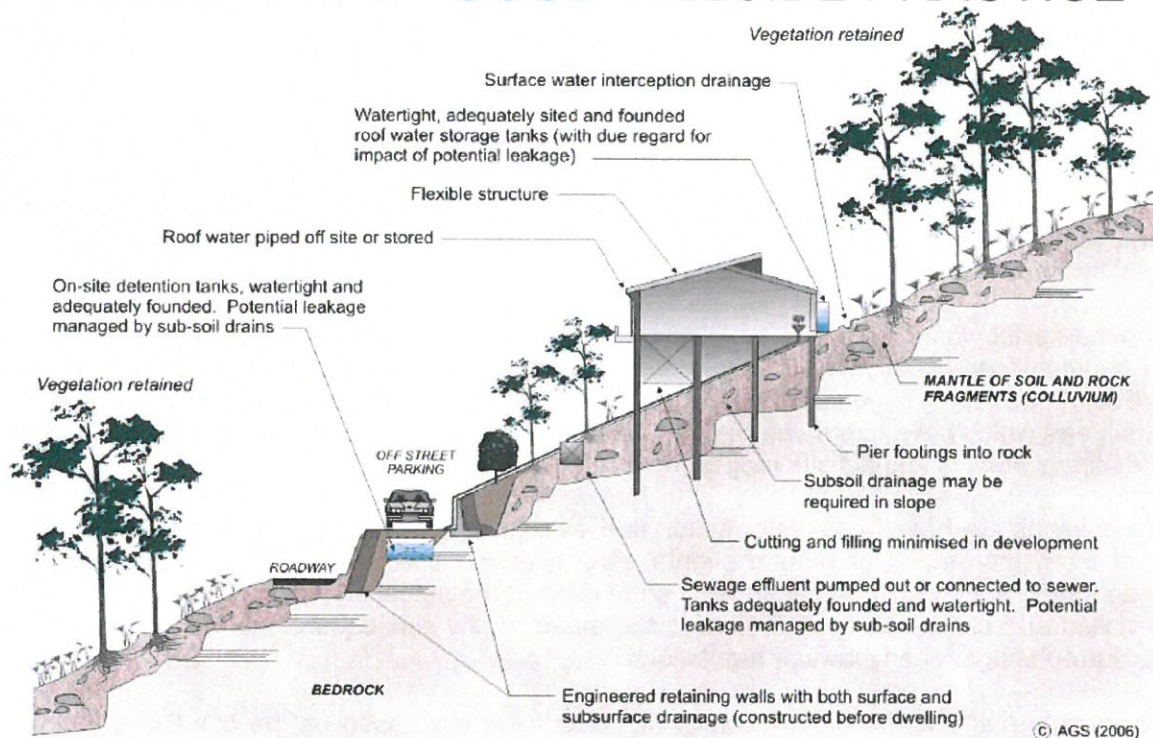 Vegetation retained
Surface water interception drainage
Watertight, adequately sited and founded
roof water storage tanks (with due regard for
impact of potential leakage)
Flexible structure
Roof water piped off site or stored
On-site detention tanks, watertight and
adequately founded. Potential leakage
managed by sub-soil drains
Vegetation retained
MANTLE OF SOIL AND ROCK
FRAGMENTS (COLLUVIUM)
OFF STREET
PARKING
Pier footings into rock
Subsoil drainage may be
required in slope
Cutting and filling minimised in development
ROADWAY
Sewage effluent pumped out or connected to sewer.
Tanks adequately founded and watertight. Potential
leakage managed by sub-soil drains
BEDROCK
Engineered retaining walls with both surface and
subsurface drainage (constructed before dwelling)
© AGS (2006)